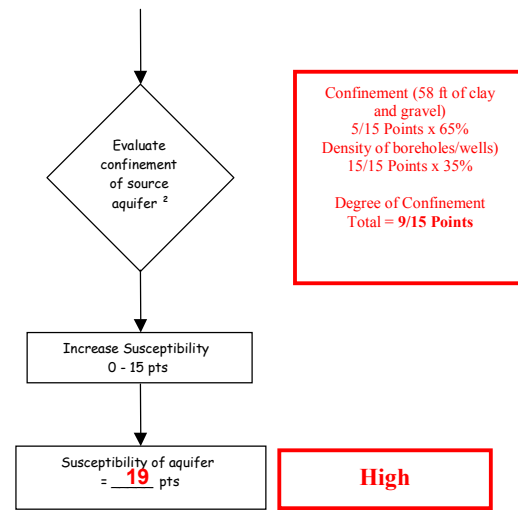 Evaluate
confinement
of source
aquifer ²
Confinement (58 ft of clay
and gravel)
5/15 Points x 65%
Density of boreholes/wells)
15/15 Points x 35%
Degree of Confinement
Total = 9/15 Points
Increase Susceptibility
0 - 15 pts
Susceptibility of aquifer
= 19 pts
High